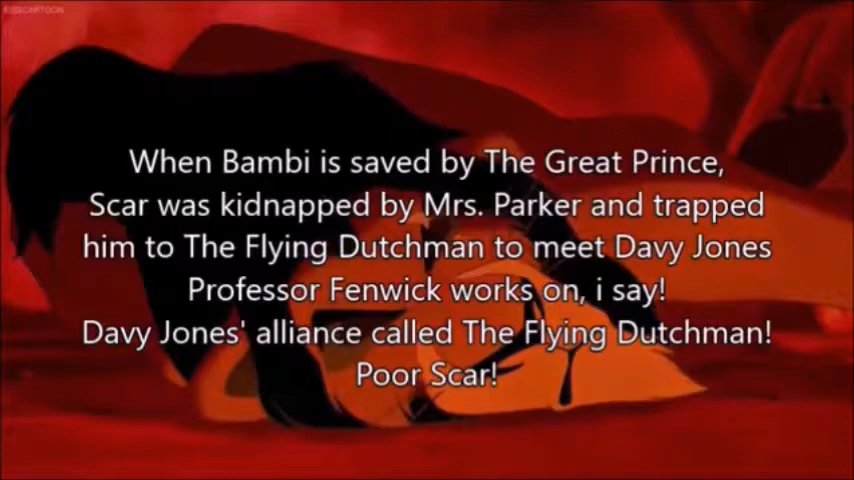 When Bambi is saved by The Great Prince,
Scar was kidnapped by Mrs. Parker and trapped
him to The Flying Dutchman to meet Davy Jones
Professor Fenwick works on, i say!
Davy Jones' alliance called The Flying Dutchman!
Poor Scar!